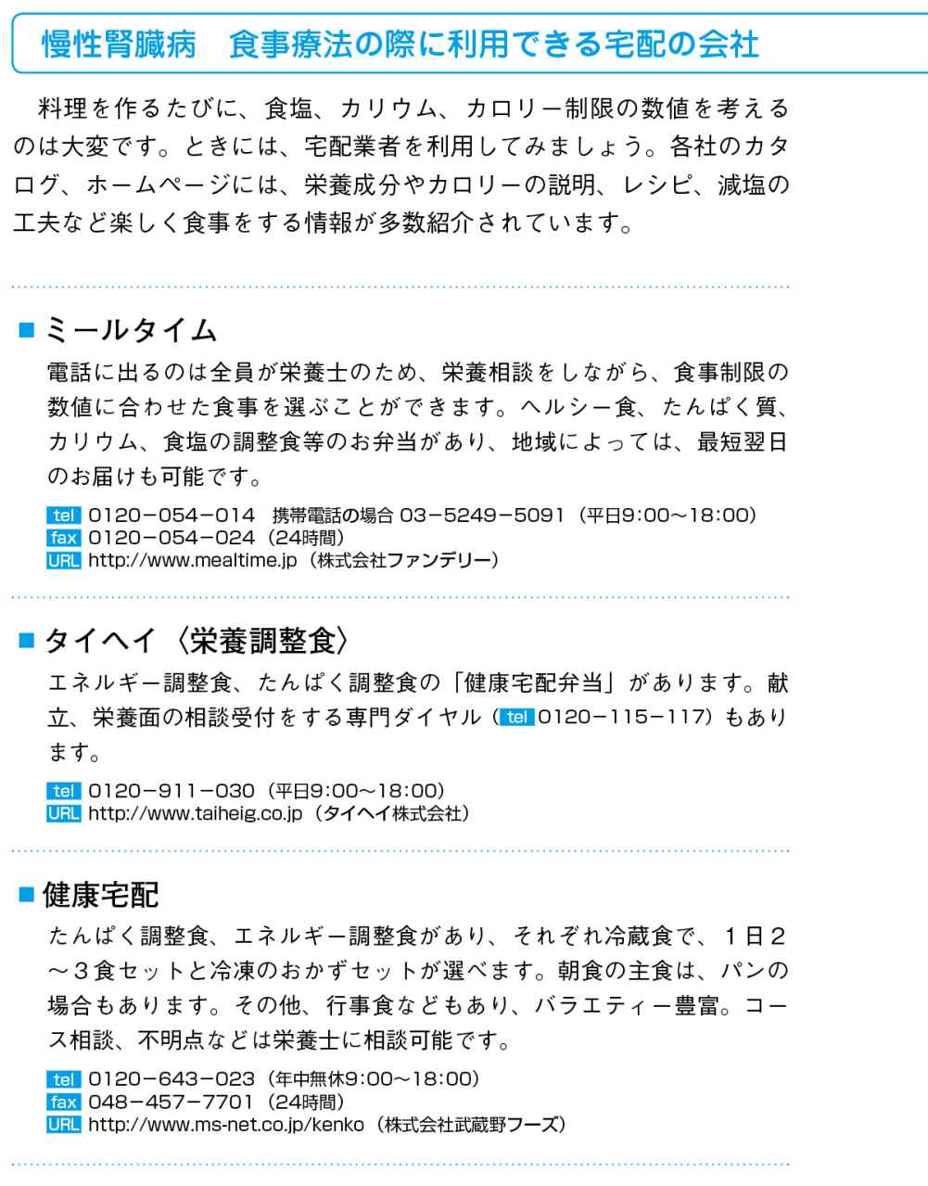 慢性腎臓病　食事療法の際に利用できる宅配の会社
　料理を作るたびに、食塩、カリウム、カロリー制限の数値を考える
のは大変です。ときには、宅配業者を利用してみましょう。各社のカタ
ログ、ホームページには、栄養成分やカロリーの説明、レシピ、減塩の
工夫など楽しく食事をする情報が多数紹介されています。
■ ミールタイム
電話に出るのは全員が栄養士のため、栄養相談をしながら、食事制限の
数値に合わせた食事を選ぶことができます。ヘルシー食、たんぱく質、
カリウム、食塩の調整食等のお弁当があり、地域によっては、最短翌日
のお届けも可能です。
tel 0120−054−014　携帯電話の場合 03−5249−5091（平日9：00〜18：00）
fax 0120−054−024（24時間）
URL http://www.mealtime.jp（株式会社ファンデリー）
■ タイヘイ〈栄養調整食〉
エネルギー調整食、たんぱく調整食の「健康宅配弁当」があります。献
立、栄養面の相談受付をする専門ダイヤル（tel 0120−115−117）もあり
ます。
tel 0120−911−030（平日9：00〜18：00）
URL http://www.taiheig.co.jp（タイヘイ株式会社）
■ 健康宅配
たんぱく調整食、エネルギー調整食があり、それぞれ冷蔵食で、１日２
〜３食セットと冷凍のおかずセットが選べます。朝食の主食は、パンの
場合もあります。その他、行事食などもあり、バラエティー豊富。コー
ス相談、不明点などは栄養士に相談可能です。
tel 0120−643−023（年中無休9：00〜18：00）
fax 048−457−7701（24時間）
URL http://www.ms-net.co.jp/kenko（株式会社武蔵野フーズ）